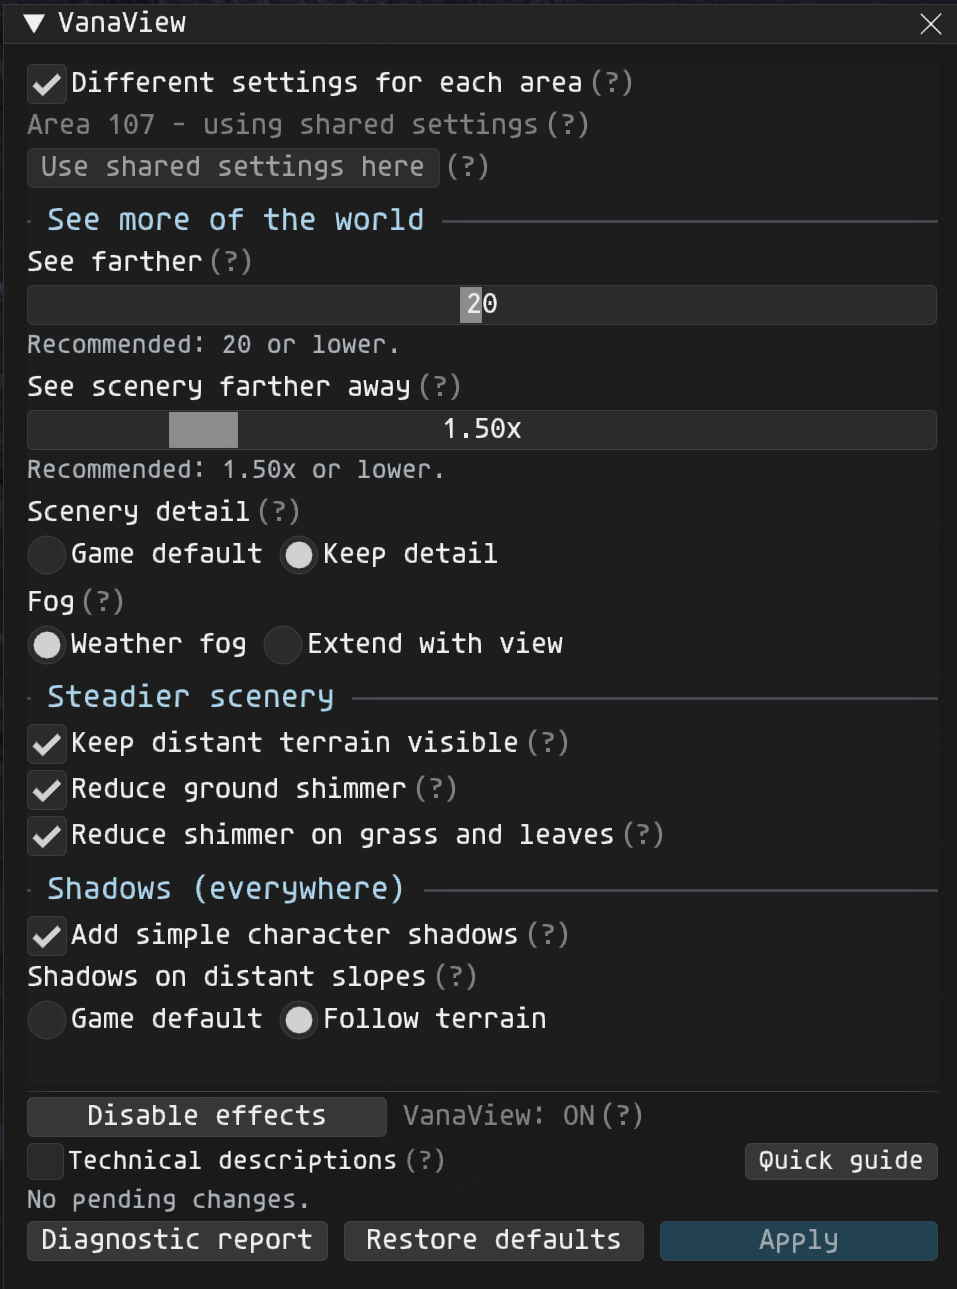 VanaView
Different settings for each area (?)
Area 107 - using shared settings (?)
Use shared settings here (?)
See more of the world
See farther (?)
20
Recommended: 20 or lower.
See scenery farther away (?)
1.50x
Recommended: 1.50x or lower.
Scenery detail (?)
Game default Keep detail
Fog (?)
Weather fog Extend with view
Steadier scenery
Keep distant terrain visible (?)
Reduce ground shimmer (?)
Reduce shimmer on grass and leaves (?)
Shadows (everywhere)
Add simple character shadows (?)
Shadows on distant slopes (?)
Game default Follow terrain
Disable effects VanaView: ON (?)
Technical descriptions (?) Quick guide
No pending changes.
Diagnostic report Restore defaults Apply